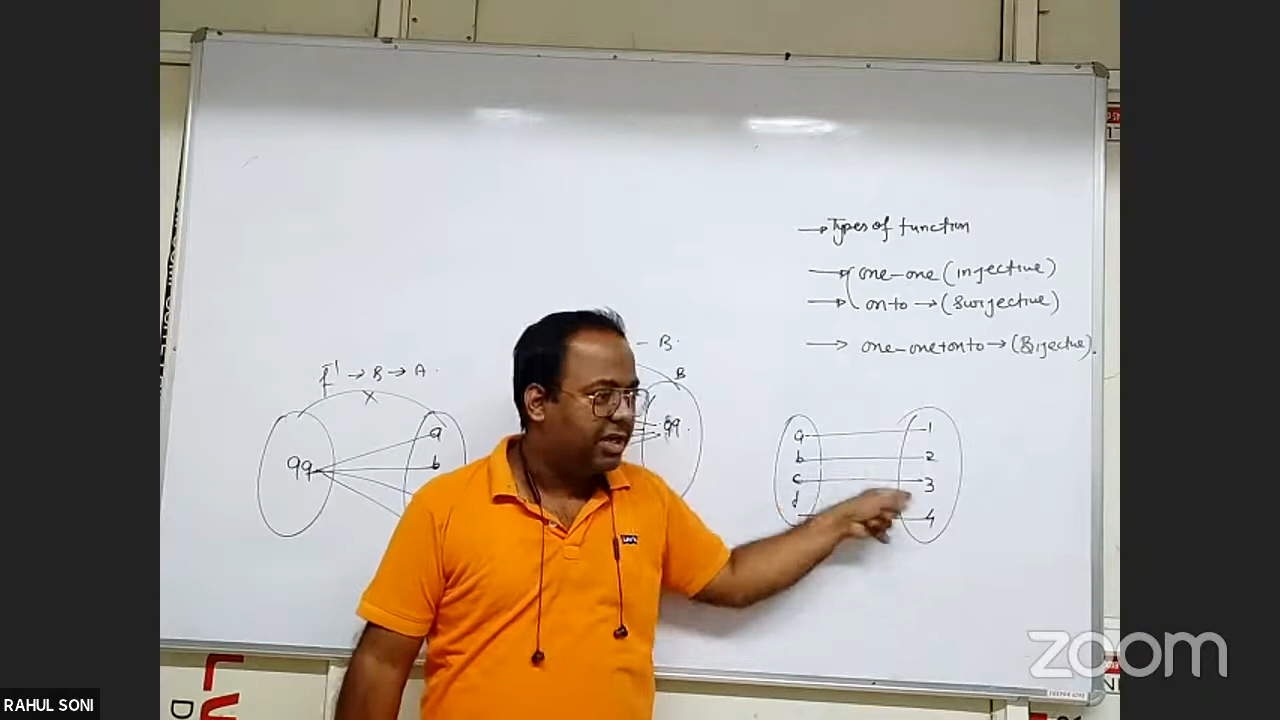 → Types of function
→ one-one (injective)
→ onto → (Surjective)
→ one-one+onto → (Bijective).
f⁻¹ → B → A.
- B.
B
99
a
b
99.
a 1
b 2
c 3
d 4
zoom
RAHUL SONI